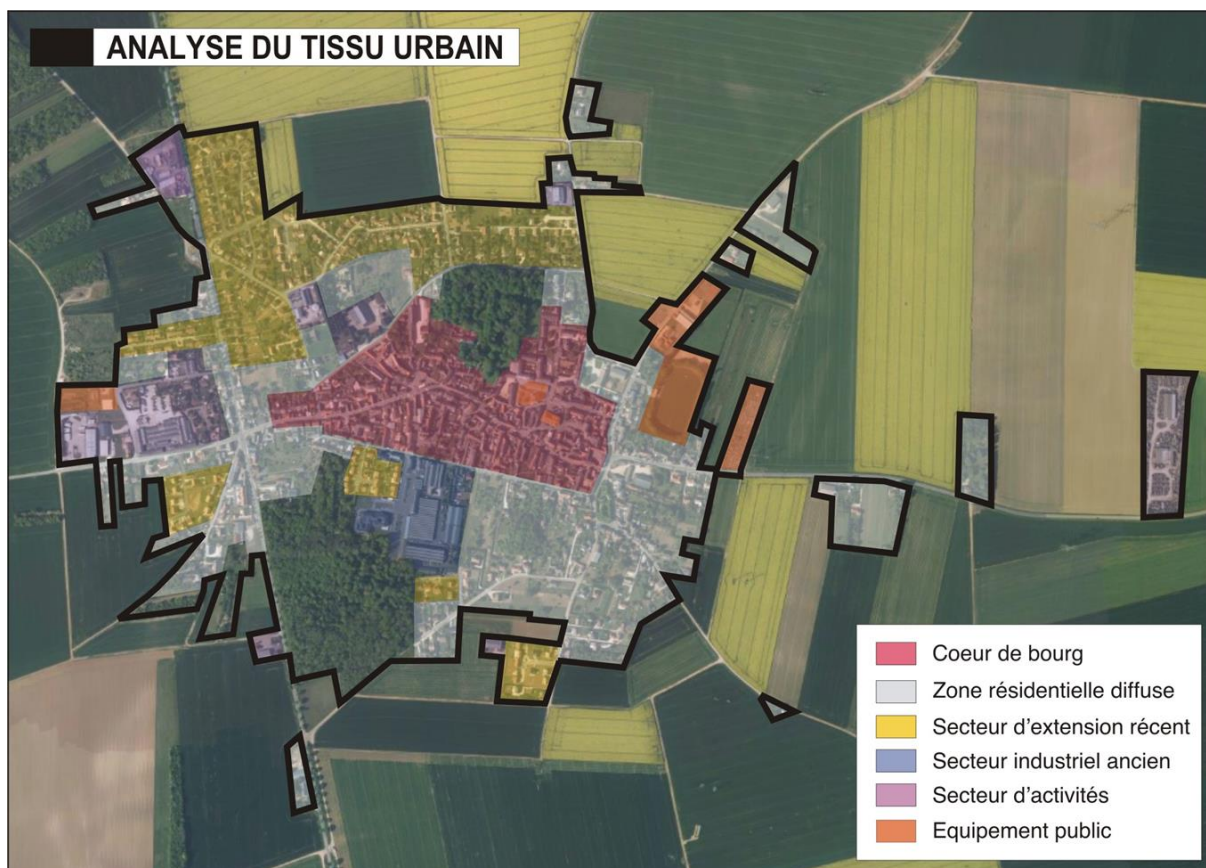 ANALYSE DU TISSU URBAIN
Coeur de bourg
Zone résidentielle diffuse
Secteur d'extension récent
Secteur industriel ancien
Secteur d'activités
Equipement public